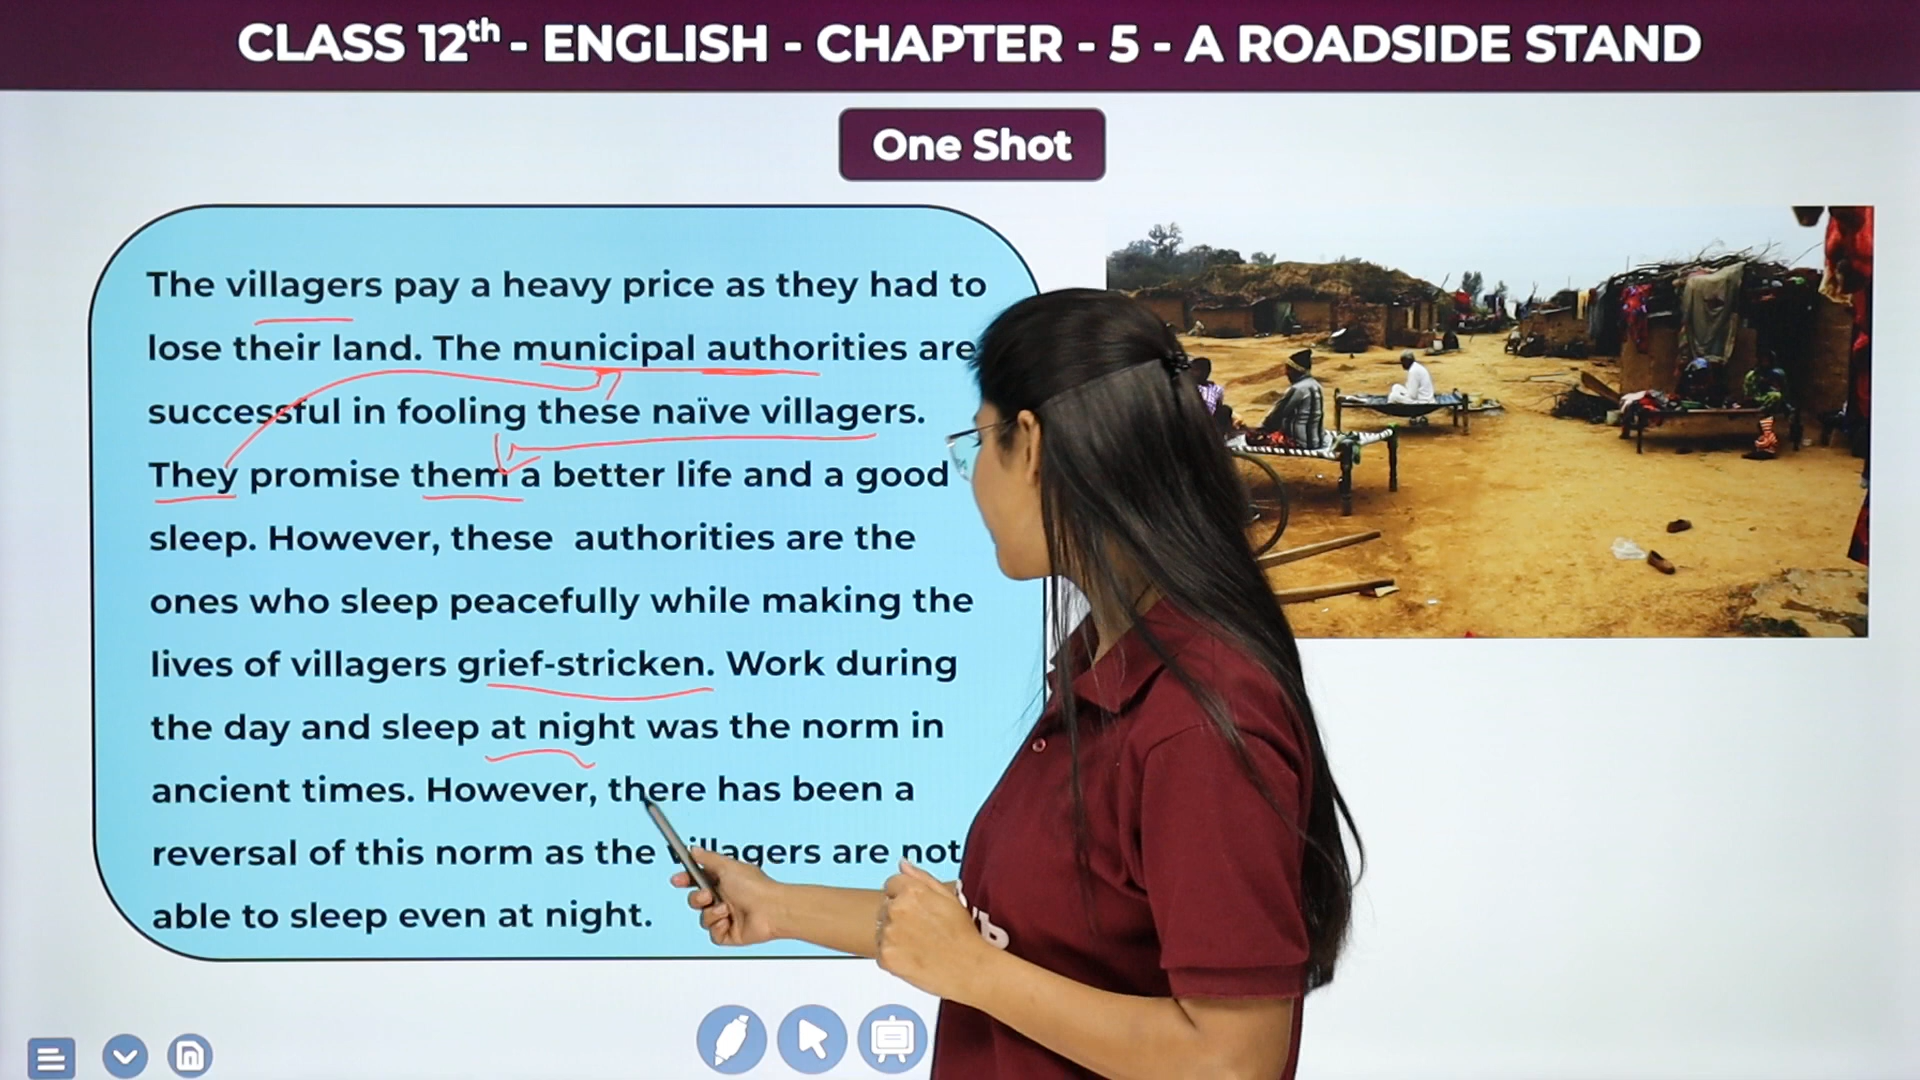 CLASS 12th - ENGLISH - CHAPTER - 5 - A ROADSIDE STAND
One Shot
The villagers pay a heavy price as they had to
lose their land. The municipal authorities are
successful in fooling these naïve villagers.
They promise them a better life and a good
sleep. However, these authorities are the
ones who sleep peacefully while making the
lives of villagers grief-stricken. Work during
the day and sleep at night was the norm in
ancient times. However, there has been a
reversal of this norm as the villagers are not
able to sleep even at night.